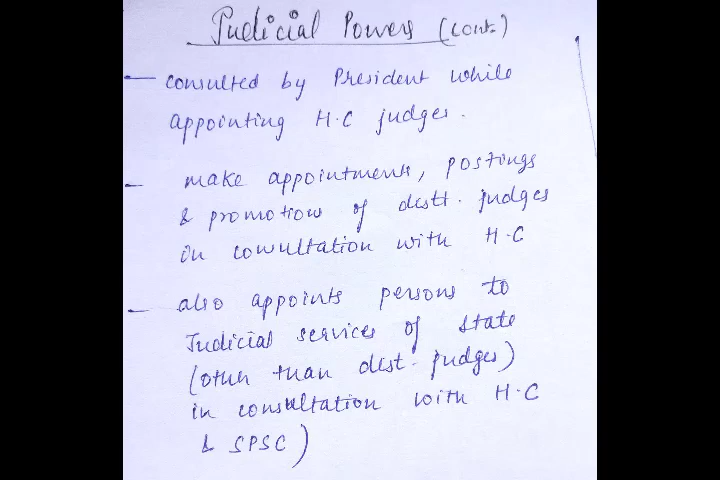 Judicial Powers (cont.)
— consulted by President while
appointing H.C judges.
- make appointments, postings
& promotion of distt. judges
in consultation with H.C
- also appoints persons to
Judicial services of state
(other than dist. judges)
in consultation with H.C
& SPSC)